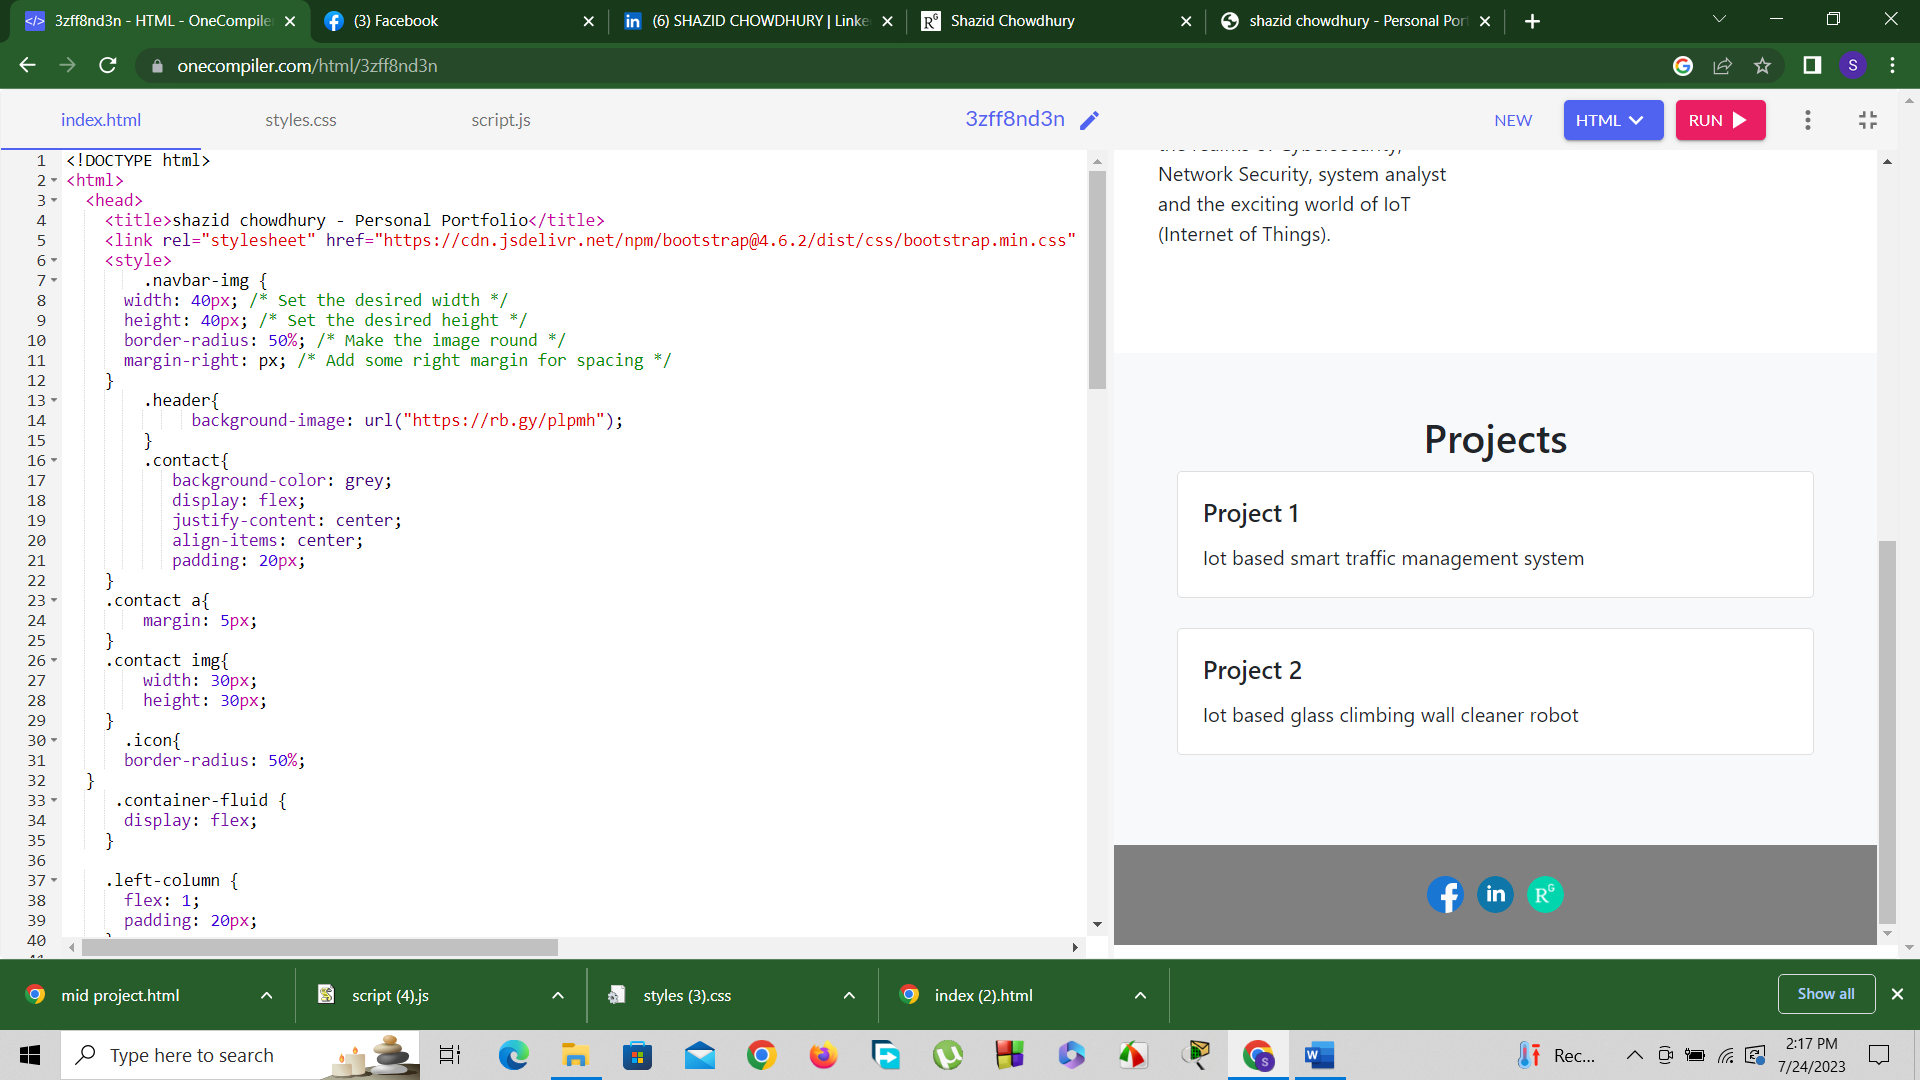 3zff8nd3n - HTML - OneCompiler
(3) Facebook
(6) SHAZID CHOWDHURY | Linke
Shazid Chowdhury
shazid chowdhury - Personal Port
onecompiler.com/html/3zff8nd3n
S
index.html
styles.css
script.js
3zff8nd3n
NEW
HTML
RUN
1 <!DOCTYPE html>
2 <html>
3 <head>
4 <title>shazid chowdhury - Personal Portfolio</title>
5 <link rel="stylesheet" href="https://cdn.jsdelivr.net/npm/bootstrap@4.6.2/dist/css/bootstrap.min.css"
6 <style>
7 .navbar-img {
8 width: 40px; /* Set the desired width */
9 height: 40px; /* Set the desired height */
10 border-radius: 50%; /* Make the image round */
11 margin-right: px; /* Add some right margin for spacing */
12 }
13 .header{
14 background-image: url("https://rb.gy/plpmh");
15 }
16 .contact{
17 background-color: grey;
18 display: flex;
19 justify-content: center;
20 align-items: center;
21 padding: 20px;
22 }
23 .contact a{
24 margin: 5px;
25 }
26 .contact img{
27 width: 30px;
28 height: 30px;
29 }
30 .icon{
31 border-radius: 50%;
32 }
33 .container-fluid {
34 display: flex;
35 }
36
37 .left-column {
38 flex: 1;
39 padding: 20px;
40 }
the realms of Cybersecurity,
Network Security, system analyst
and the exciting world of IoT
(Internet of Things).
Projects
Project 1
Iot based smart traffic management system
Project 2
Iot based glass climbing wall cleaner robot
in
RG
mid project.html
script (4).js
styles (3).css
index (2).html
Show all
Type here to search
Rec...
2:17 PM
7/24/2023